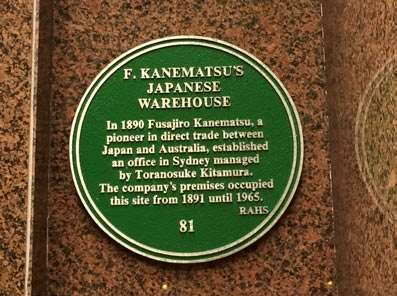 F. KANEMATSU'S
JAPANESE
WAREHOUSE
In 1890 Fusajiro Kanematsu, a
pioneer in direct trade between
Japan and Australia, established
an office in Sydney managed
by Toranosuke Kitamura.
The company's premises occupied
this site from 1891 until 1965.
RAHS
81